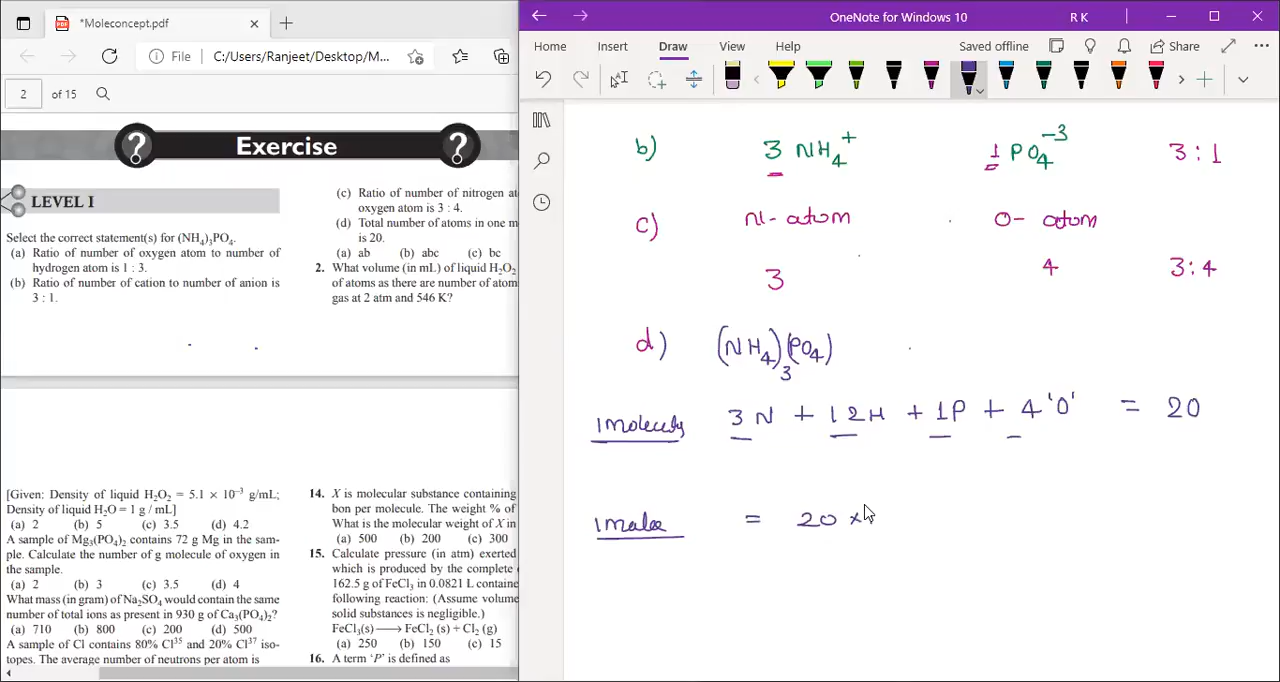 *Moleconcept.pdf
File
C:/Users/Ranjeet/Desktop/M...
2
of 15
Exercise
LEVEL I
Select the correct statement(s) for (NH₄)₃PO₄.
(a) Ratio of number of oxygen atom to number of
hydrogen atom is 1 : 3.
(b) Ratio of number of cation to number of anion is
3 : 1.
(c) Ratio of number of nitrogen at
oxygen atom is 3 : 4.
(d) Total number of atoms in one m
is 20.
(a) ab (b) abc (c) bc
2. What volume (in mL) of liquid H₂O₂
of atoms as there are number of atom
gas at 2 atm and 546 K?
[Given: Density of liquid H₂O₂ = 5.1 × 10⁻³ g/mL;
Density of liquid H₂O = 1 g / mL]
(a) 2 (b) 5 (c) 3.5 (d) 4.2
A sample of Mg₃(PO₄)₂ contains 72 g Mg in the sam-
ple. Calculate the number of g molecule of oxygen in
the sample.
(a) 2 (b) 3 (c) 3.5 (d) 4
What mass (in gram) of Na₂SO₄ would contain the same
number of total ions as present in 930 g of Ca₃(PO₄)₂?
(a) 710 (b) 800 (c) 200 (d) 500
A sample of Cl contains 80% Cl³⁵ and 20% Cl³⁷ iso-
topes. The average number of neutrons per atom is
14. X is molecular substance containing
bon per molecule. The weight % of
What is the molecular weight of X in
(a) 500 (b) 200 (c) 300
15. Calculate pressure (in atm) exerted
which is produced by the complete
162.5 g of FeCl₃ in 0.0821 L containe
following reaction: (Assume volume
solid substances is negligible.)
FeCl₃(s) ⟶ FeCl₂ (s) + Cl₂ (g)
(a) 250 (b) 150 (c) 15
16. A term ‘P’ is defined as
OneNote for Windows 10
R K
Home Insert Draw View Help
Saved offline
Share
b) 3 NH₄⁺ 1 PO₄⁻³ 3 : 1
c) N- atom O- atom
3 4 3 : 4
d) (NH₄)₃(PO₄)
3 N + 12 H + 1P + 4 'O' = 20
= 20 ×